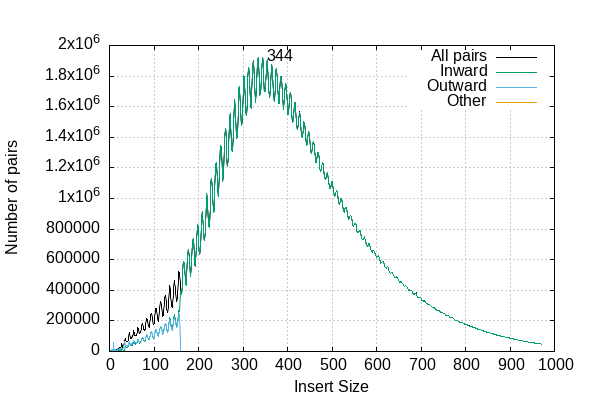 2x10^6
1.8x10^6
1.6x10^6
1.4x10^6
1.2x10^6
1x10^6
800000
600000
400000
200000
0
Number of pairs
344
All pairs
Inward
Outward
Other
0 100 200 300 400 500 600 700 800 900 1000
Insert Size